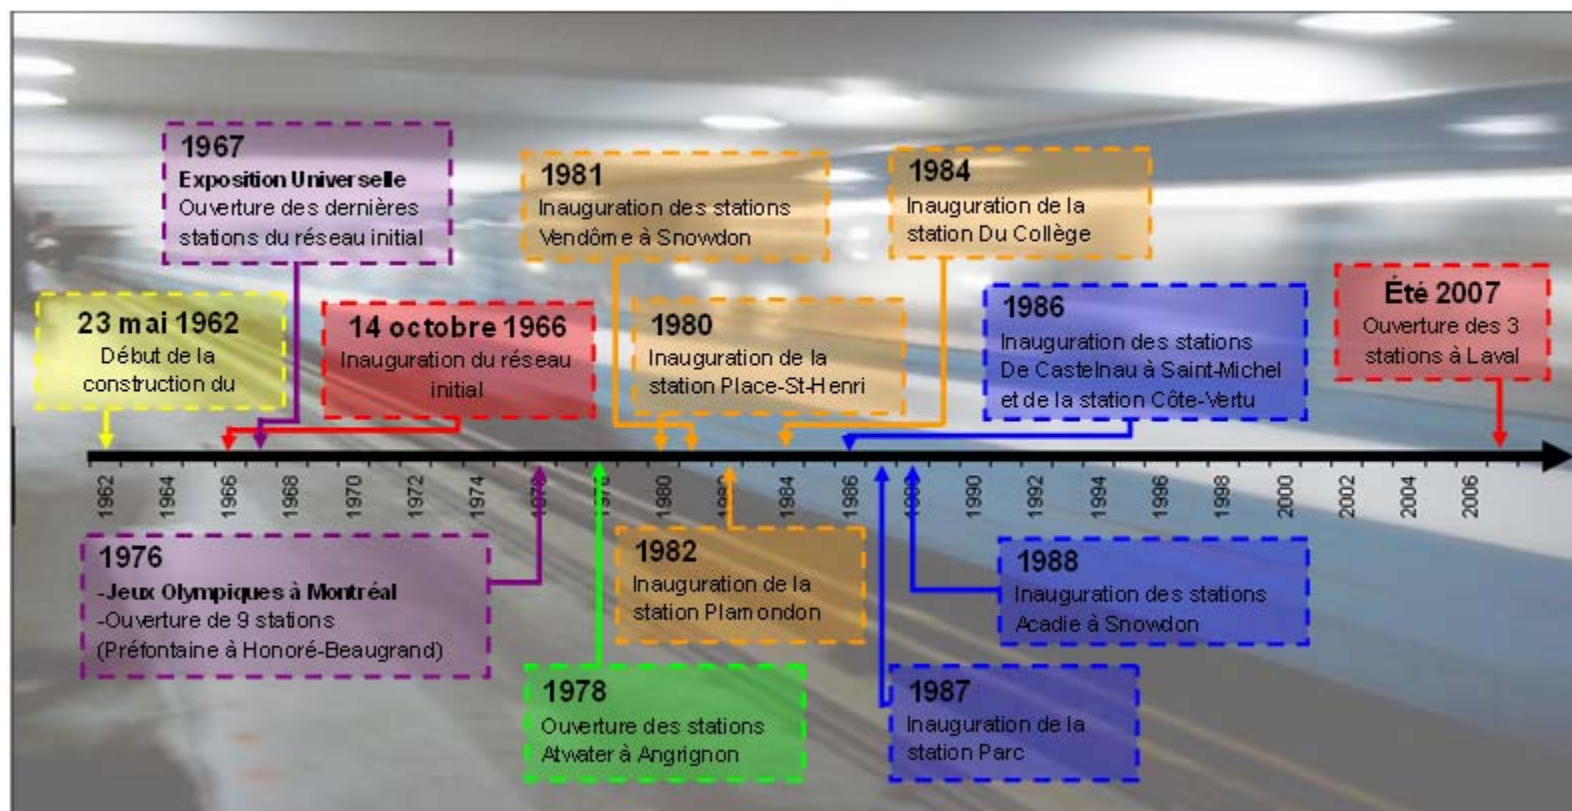 1967
Exposition Universelle
Ouverture des dernières
stations du réseau initial
1981
Inauguration des stations
Vendôme à Snowdon
1984
Inauguration de la
station Du Collège
23 mai 1962
Début de la
construction du
14 octobre 1966
Inauguration du réseau
initial
1980
Inauguration de la
station Place-St-Henri
1986
Inauguration des stations
De Castelnau à Saint-Michel
et de la station Côte-Vertu
Été 2007
Ouverture des 3
stations à Laval
1962
1964
1966
1968
1970
1972
1974
1976
1978
1980
1982
1984
1986
1988
1990
1992
1994
1996
1998
2000
2002
2004
2006
1976
-Jeux Olympiques à Montréal
-Ouverture de 9 stations
(Préfontaine à Honoré-Beaugrand)
1982
Inauguration de la
station Plamondon
1988
Inauguration des stations
Acadie à Snowdon
1978
Ouverture des stations
Atwater à Angrignon
1987
Inauguration de la
station Parc